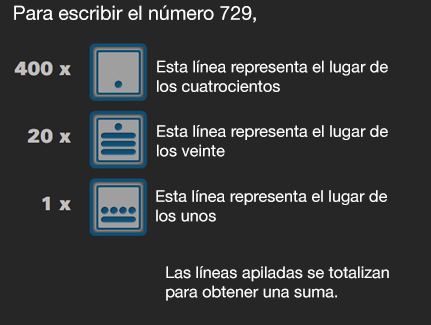 Para escribir el número 729,
400 x
Esta línea representa el lugar de
los cuatrocientos
20 x
Esta línea representa el lugar de
los veinte
1 x
Esta línea representa el lugar de
los unos
Las líneas apiladas se totalizan
para obtener una suma.